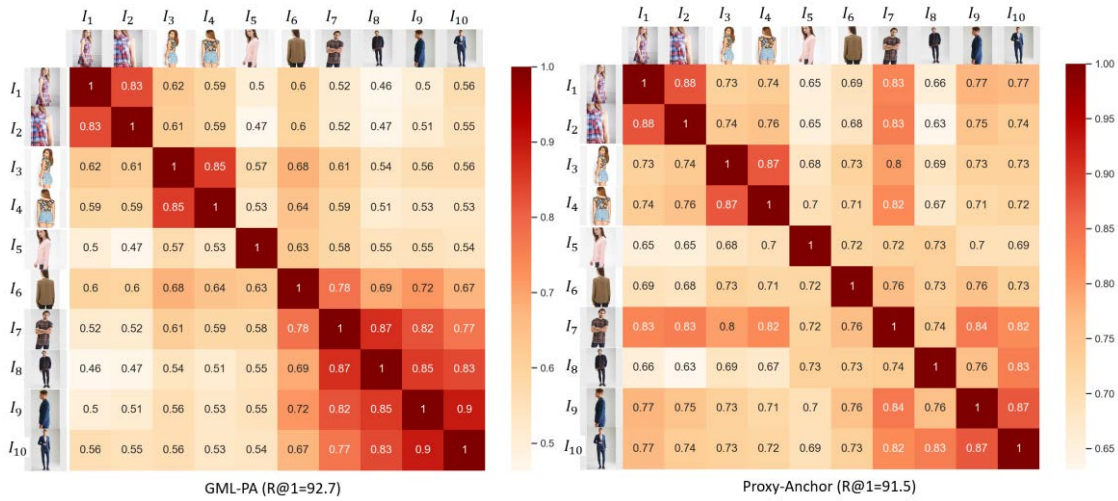 I1 I2 I3 I4 I5 I6 I7 I8 I9 I10
I1 1 0.83 0.62 0.59 0.5 0.6 0.52 0.46 0.5 0.56
I2 0.83 1 0.61 0.59 0.47 0.6 0.52 0.47 0.51 0.55
I3 0.62 0.61 1 0.85 0.57 0.68 0.61 0.54 0.56 0.56
I4 0.59 0.59 0.85 1 0.53 0.64 0.59 0.51 0.53 0.53
I5 0.5 0.47 0.57 0.53 1 0.63 0.58 0.55 0.55 0.54
I6 0.6 0.6 0.68 0.64 0.63 1 0.78 0.69 0.72 0.67
I7 0.52 0.52 0.61 0.59 0.58 0.78 1 0.87 0.82 0.77
I8 0.46 0.47 0.54 0.51 0.55 0.69 0.87 1 0.85 0.83
I9 0.5 0.51 0.56 0.53 0.55 0.72 0.82 0.85 1 0.9
I10 0.56 0.55 0.56 0.53 0.54 0.67 0.77 0.83 0.9 1
1.0
0.9
0.8
0.7
0.6
0.5
GML-PA (R@1=92.7)
I1 I2 I3 I4 I5 I6 I7 I8 I9 I10
I1 1 0.88 0.73 0.74 0.65 0.69 0.83 0.66 0.77 0.77
I2 0.88 1 0.74 0.76 0.65 0.68 0.83 0.63 0.75 0.74
I3 0.73 0.74 1 0.87 0.68 0.73 0.8 0.69 0.73 0.73
I4 0.74 0.76 0.87 1 0.7 0.71 0.82 0.67 0.71 0.72
I5 0.65 0.65 0.68 0.7 1 0.72 0.72 0.73 0.7 0.69
I6 0.69 0.68 0.73 0.71 0.72 1 0.76 0.73 0.76 0.73
I7 0.83 0.83 0.8 0.82 0.72 0.76 1 0.74 0.84 0.82
I8 0.66 0.63 0.69 0.67 0.73 0.73 0.74 1 0.76 0.83
I9 0.77 0.75 0.73 0.71 0.7 0.76 0.84 0.76 1 0.87
I10 0.77 0.74 0.73 0.72 0.69 0.73 0.82 0.83 0.87 1
1.00
0.95
0.90
0.85
0.80
0.75
0.70
0.65
Proxy-Anchor (R@1=91.5)